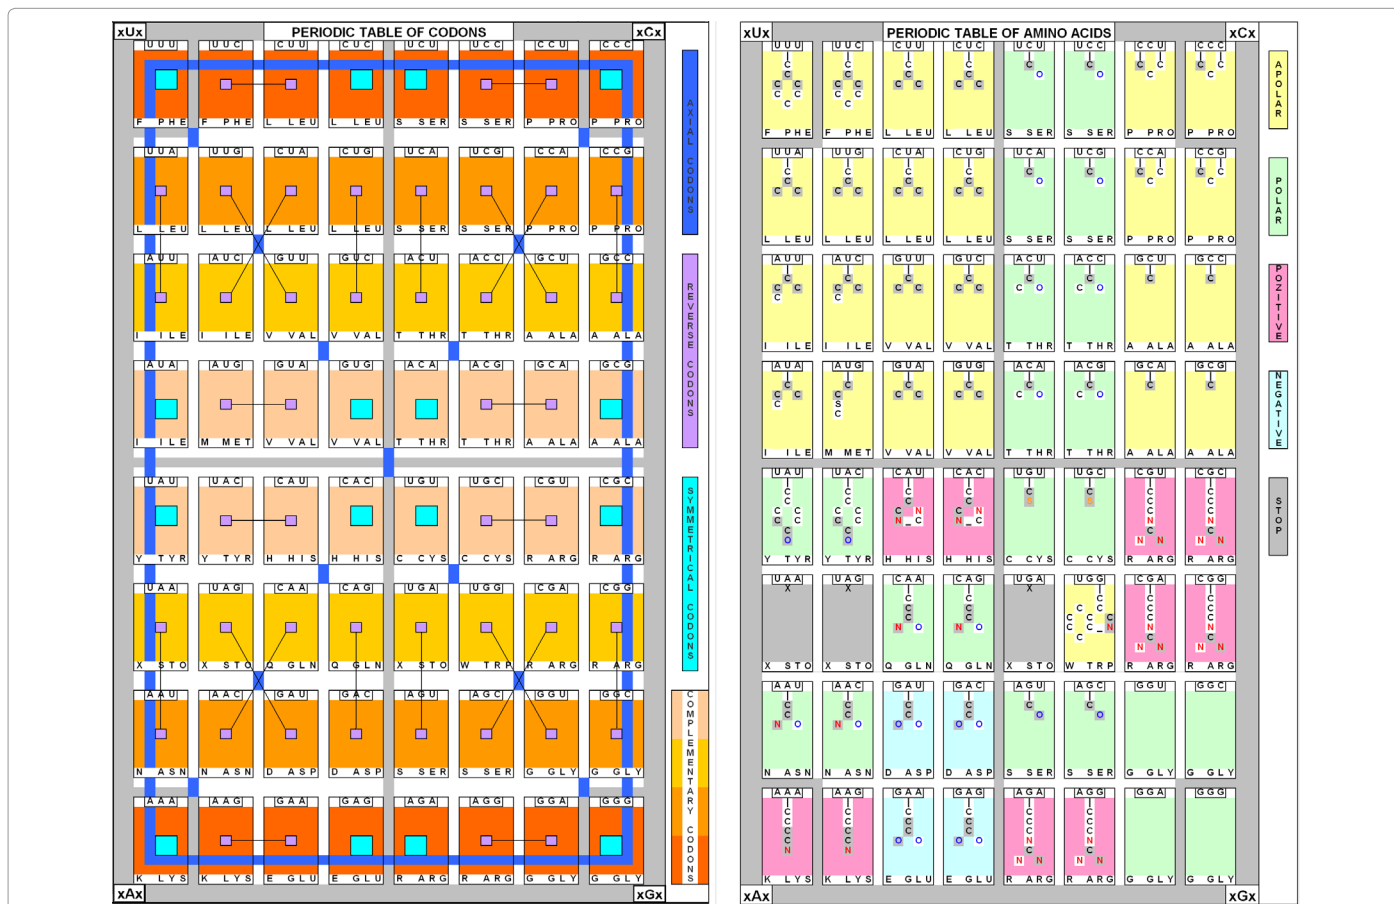 xUx PERIODIC TABLE OF CODONS xCx
UUU UUC CUU CUC UCU UCC CCU CCC
F PHE F PHE L LEU L LEU S SER S SER P PRO P PRO
UUA UUG CUA CUG UCA UCG CCA CCG
L LEU L LEU L LEU L LEU S SER S SER P PRO P PRO
AUU AUC GUU GUC ACU ACC GCU GCC
I ILE I ILE V VAL V VAL T THR T THR A ALA A ALA
AUA AUG GUA GUG ACA ACG GCA GCG
I ILE M MET V VAL V VAL T THR T THR A ALA A ALA
UAU UAC CAU CAC UGU UGC CGU CGC
Y TYR Y TYR H HIS H HIS C CYS C CYS R ARG R ARG
UAA UAG CAA CAG UGA UGG CGA CGG
X STO X STO Q GLN Q GLN X STO W TRP R ARG R ARG
AAU AAC GAU GAC AGU AGC GGU GGC
N ASN N ASN D ASP D ASP S SER S SER G GLY G GLY
AAA AAG GAA GAG AGA AGG GGA GGG
K LYS K LYS E GLU E GLU R ARG R ARG G GLY G GLY
xAx xGx
AXIAL CODONS
REVERSE CODONS
SYMMETRICAL CODONS
COMPLEMENTARY CODONS
xUx PERIODIC TABLE OF AMINO ACIDS xCx
UUU UUC CUU CUC UCU UCC CCU CCC
C C C C C C C C C C
C C C C O O C C
C C C C C C C C
C C
F PHE F PHE L LEU L LEU S SER S SER P PRO P PRO
UUA UUG CUA CUG UCA UCG CCA CCG
C C C C C C C C C C
C C C C O O C C
C C C C C C C C
L LEU L LEU L LEU L LEU S SER S SER P PRO P PRO
AUU AUC GUU GUC ACU ACC GCU GCC
C C C C C C C C
C C C C C C C C C O C O
C C
I ILE I ILE V VAL V VAL T THR T THR A ALA A ALA
AUA AUG GUA GUG ACA ACG GCA GCG
C C C C C C C C
C C S C C C C C O C O
C C
I ILE M MET V VAL V VAL T THR T THR A ALA A ALA
UAU UAC CAU CAC UGU UGC CGU CGC
Y TYR Y TYR H HIS H HIS C CYS C CYS R ARG R ARG
UAA UAG CAA CAG UGA UGG CGA CGG
X X X
X STO X STO Q GLN Q GLN X STO W TRP R ARG R ARG
AAU AAC GAU GAC AGU AGC GGU GGC
C C C C C C
C C C C O O
N O N O O O O O
N ASN N ASN D ASP D ASP S SER S SER G GLY G GLY
AAA AAG GAA GAG AGA AGG GGA GGG
K LYS K LYS E GLU E GLU R ARG R ARG G GLY G GLY
xAx xGx
APOLAR
POLAR
POZITIVE
NEGATIVE
STOP